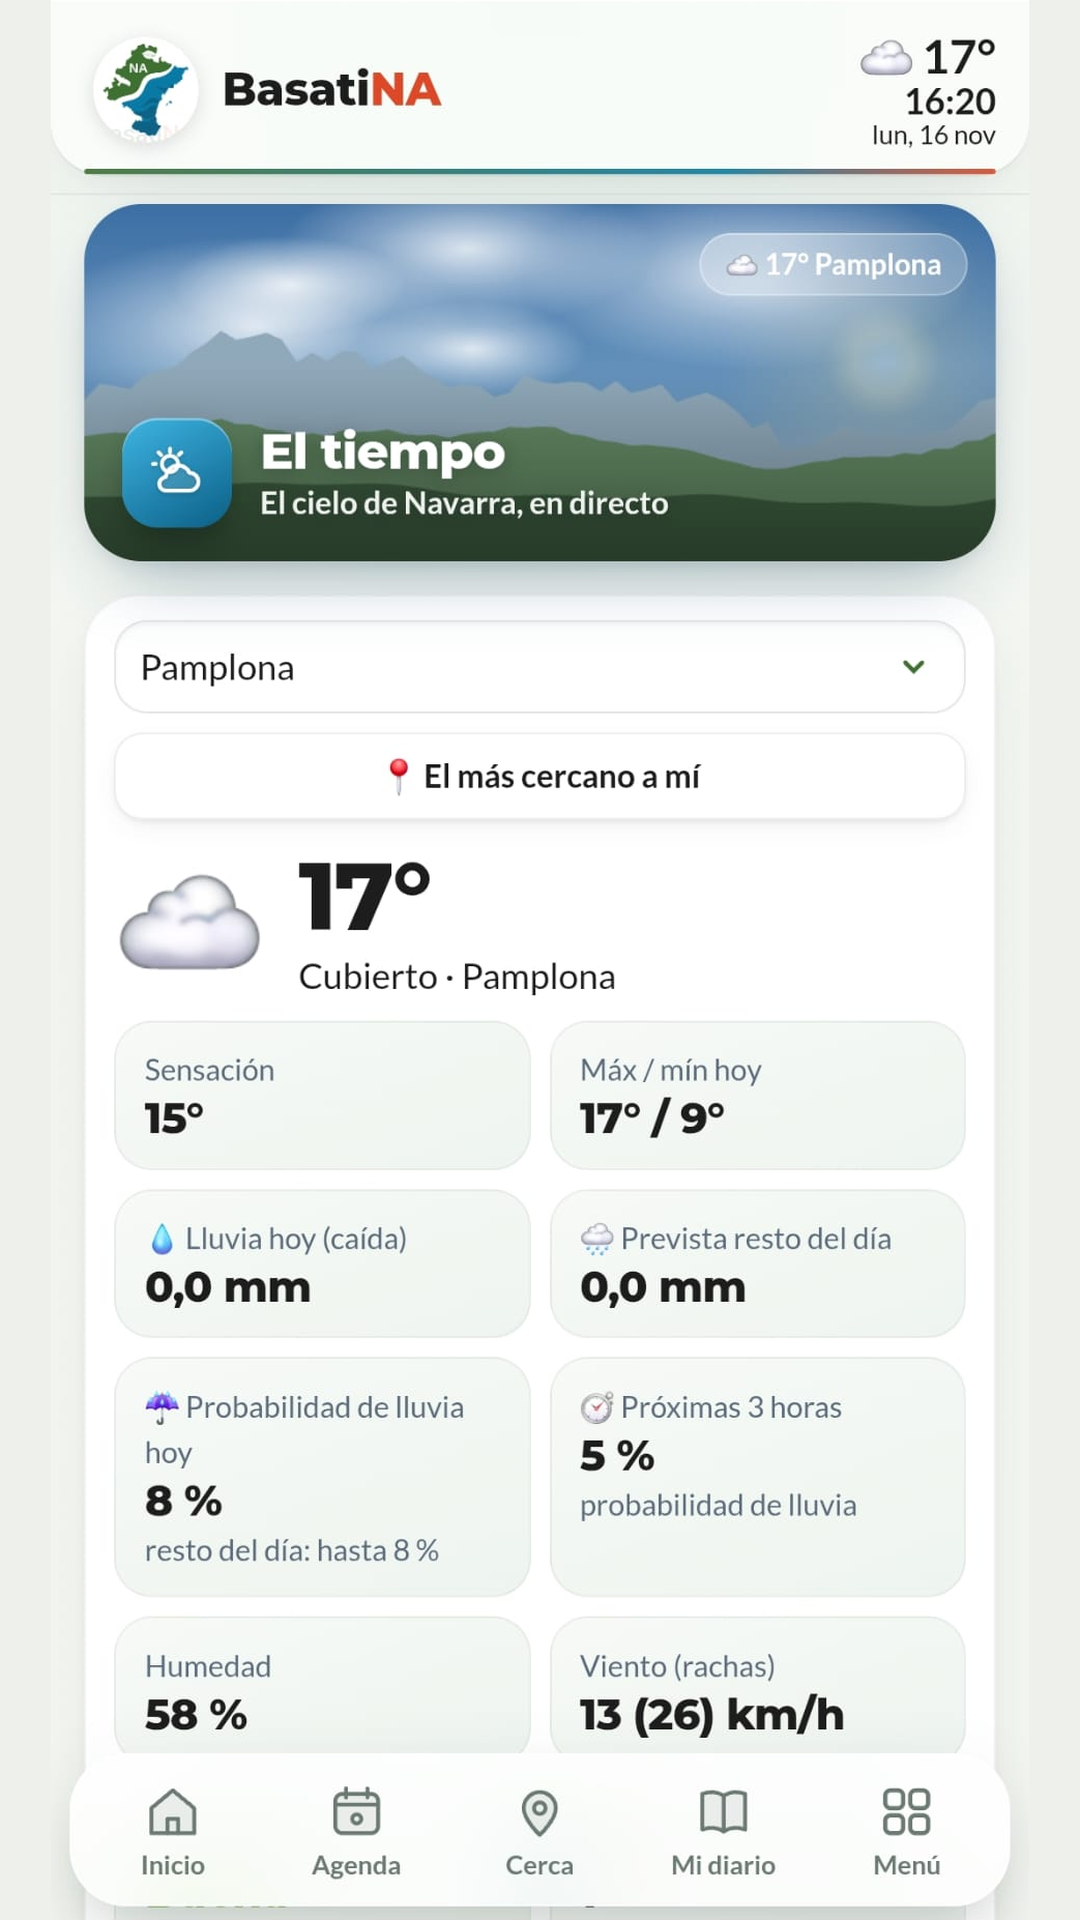 NA
BasatiNA
17°
16:20
lun, 16 nov
17° Pamplona
El tiempo
El cielo de Navarra, en directo
Pamplona
El más cercano a mí
17°
Cubierto · Pamplona
Sensación
15°
Máx / mín hoy
17° / 9°
Lluvia hoy (caída)
0,0 mm
Prevista resto del día
0,0 mm
Probabilidad de lluvia
hoy
8 %
resto del día: hasta 8 %
Próximas 3 horas
5 %
probabilidad de lluvia
Humedad
58 %
Viento (rachas)
13 (26) km/h
Inicio
Agenda
Cerca
Mi diario
Menú